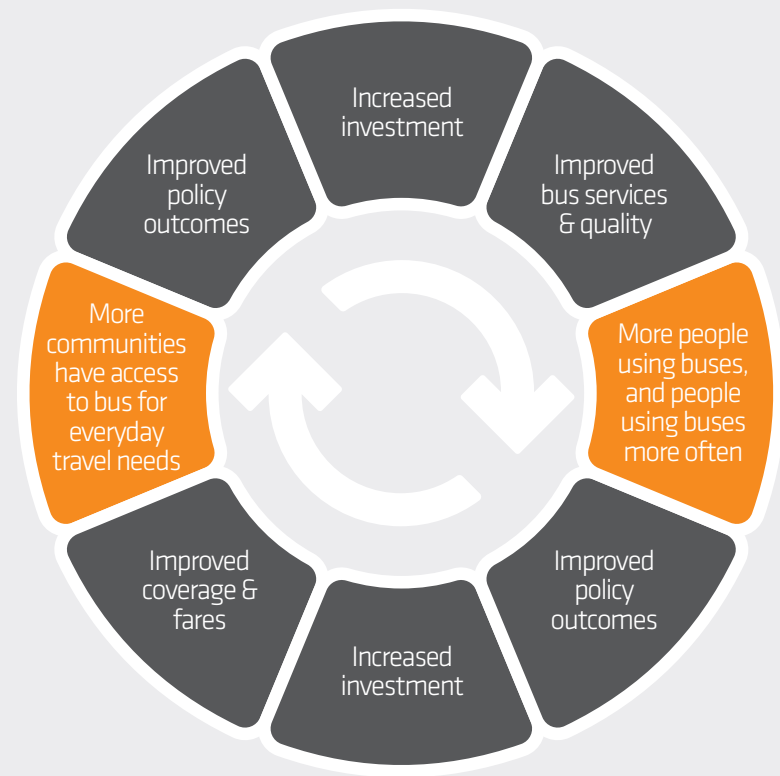 Increased
investment
Improved
bus services
& quality
More people
using buses,
and people
using buses
more often
Improved
policy
outcomes
Increased
investment
Improved
coverage &
fares
More
communities
have access
to bus for
everyday
travel needs
Improved
policy
outcomes